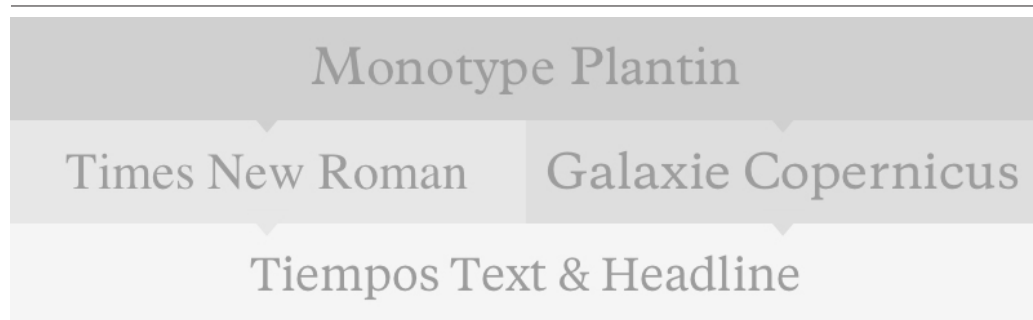 Monotype Plantin
Times New Roman
Galaxie Copernicus
Tiempos Text & Headline